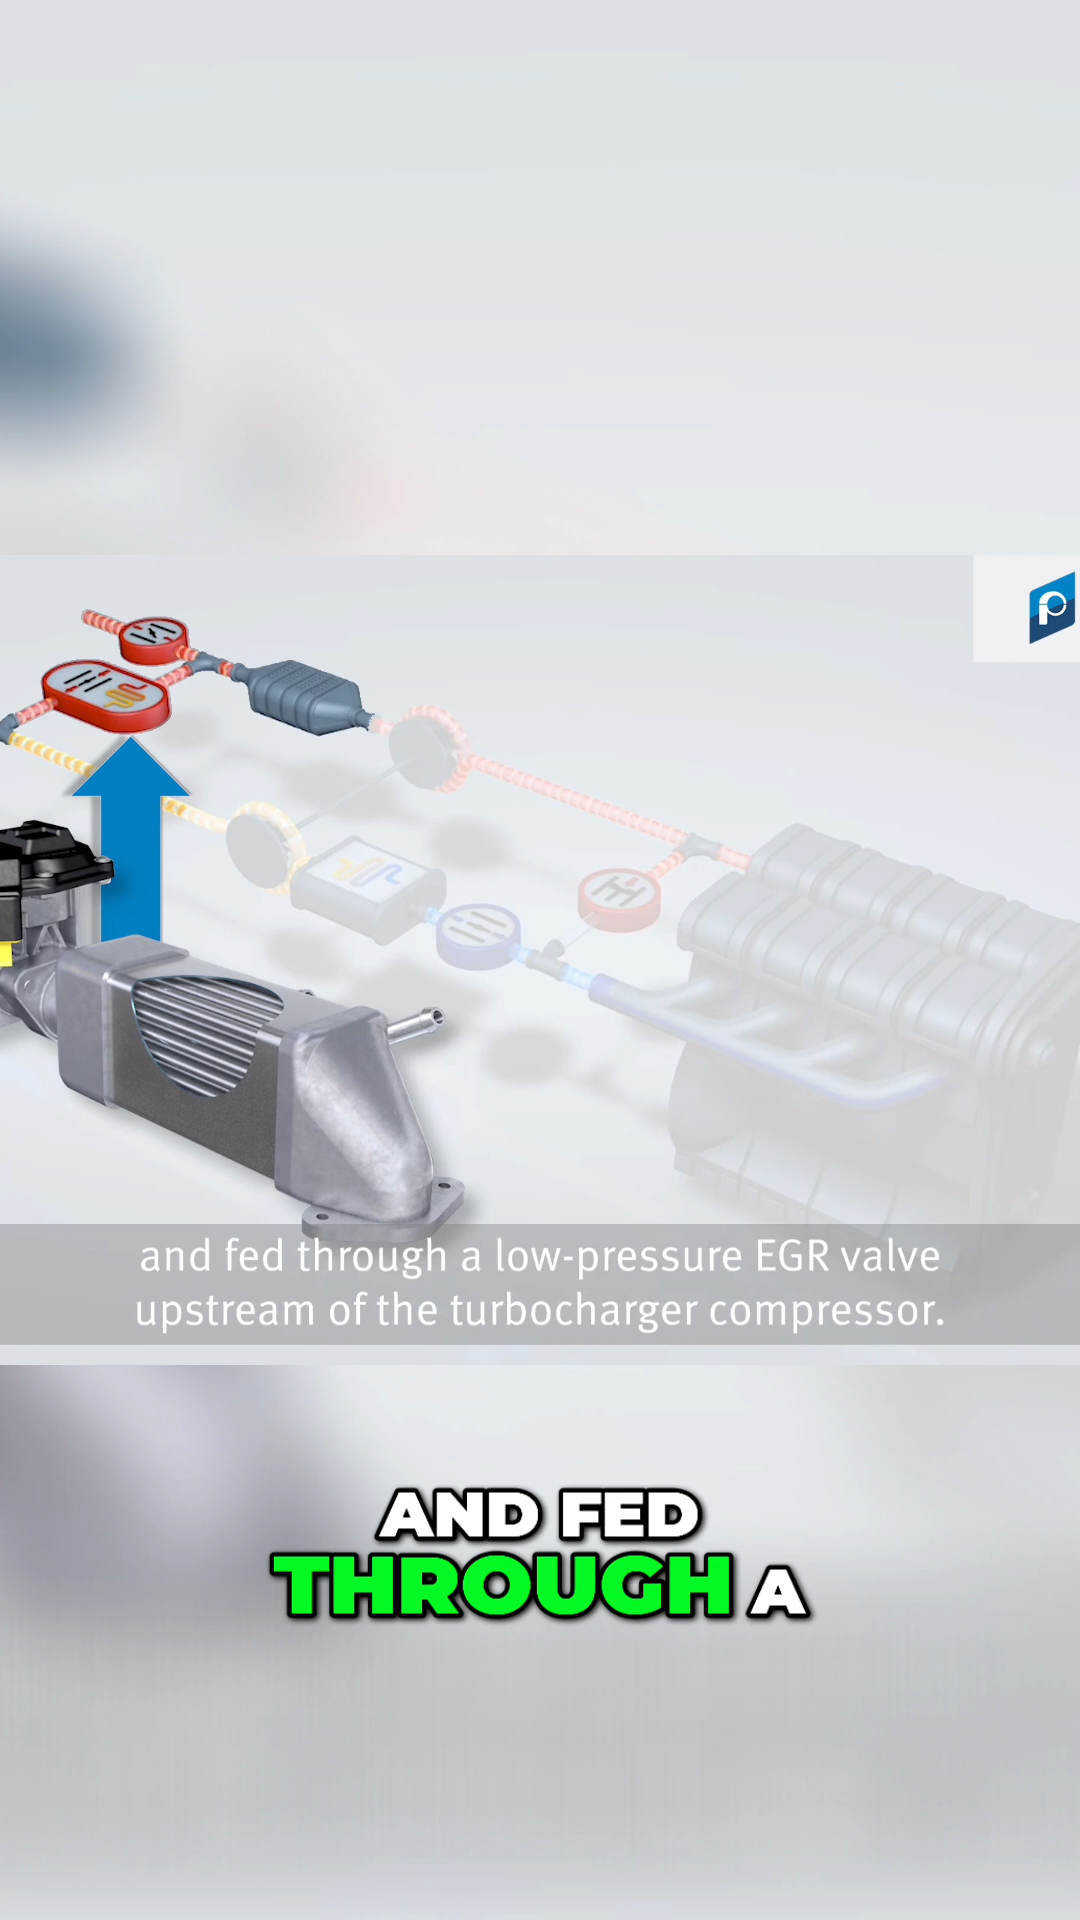 and fed through a low-pressure EGR valve
upstream of the turbocharger compressor.
AND FED
THROUGH A